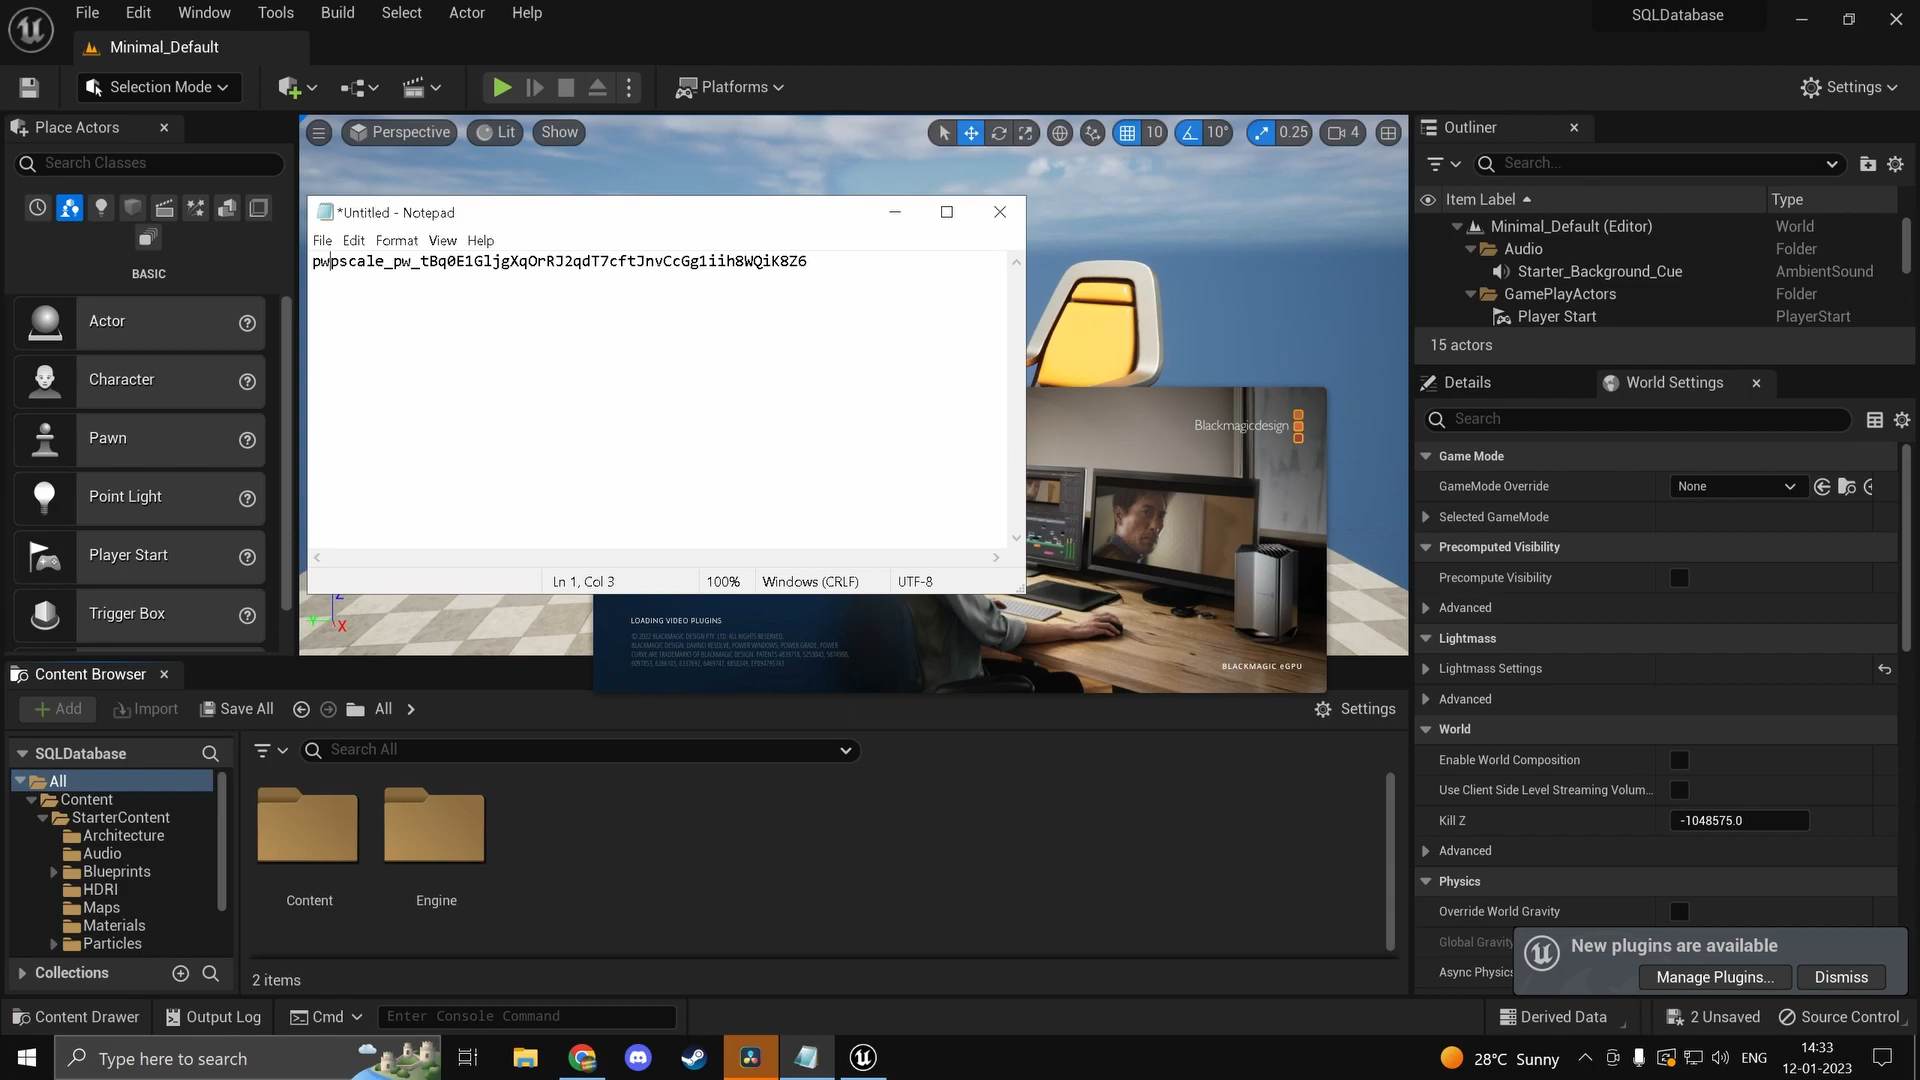 File Edit Window Tools Build Select Actor Help
SQLDatabase
Minimal_Default
Selection Mode
Platforms
Settings
Place Actors
Search Classes
BASIC
Actor
Character
Pawn
Point Light
Player Start
Trigger Box
Perspective
Lit
Show
10
10°
0.25
4
*Untitled - Notepad
File Edit Format View Help
pwpscale_pw_tBq0E1GljgXqOrRJ2qdT7cftJnvCcGg1iih8WQiK8Z6
Ln 1, Col 3
100%
Windows (CRLF)
UTF-8
Blackmagicdesign
LOADING VIDEO PLUGINS
BLACKMAGIC eGPU
Z
Y
X
Outliner
Search...
Item Label
Type
Minimal_Default (Editor) World
Audio Folder
Starter_Background_Cue AmbientSound
GamePlayActors Folder
Player Start PlayerStart
15 actors
Details
World Settings
Search
Game Mode
GameMode Override None
Selected GameMode
Precomputed Visibility
Precompute Visibility
Advanced
Lightmass
Lightmass Settings
Advanced
World
Enable World Composition
Use Client Side Level Streaming Volum...
Kill Z -1048575.0
Advanced
Physics
Override World Gravity
Global Gravity
Async Physics
New plugins are available
Manage Plugins...
Dismiss
Content Browser
Add
Import
Save All
All
Settings
SQLDatabase
Search All
All
Content
StarterContent
Architecture
Audio
Blueprints
HDRI
Maps
Materials
Particles
Collections
Content
Engine
2 items
Content Drawer
Output Log
Cmd
Enter Console Command
Derived Data
2 Unsaved
Source Control
Type here to search
28°C Sunny
ENG
14:33
12-01-2023